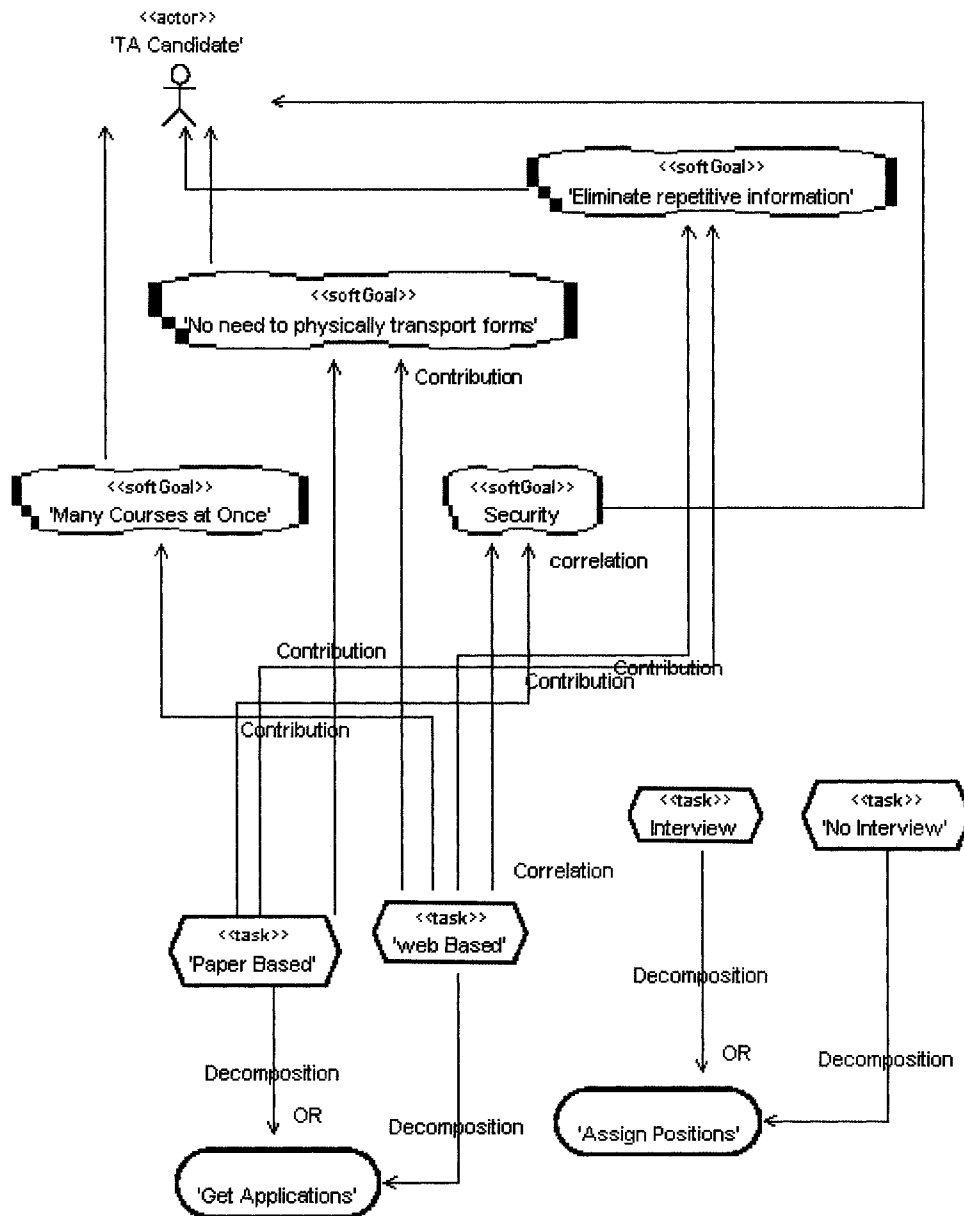 <<actor>>
'TA Candidate'
<<softGoal>>
'Eliminate repetitive information'
<<softGoal>>
'No need to physically transport forms'
Contribution
<<softGoal>>
'Many Courses at Once'
<<softGoal>>
Security
correlation
Contribution
Contribution
Contribution
Contribution
<<task>>
Interview
<<task>>
'No Interview'
Correlation
<<task>>
'Paper Based'
<<task>>
'web Based'
Decomposition
Decomposition
OR
Decomposition
OR
Decomposition
'Assign Positions'
'Get Applications'